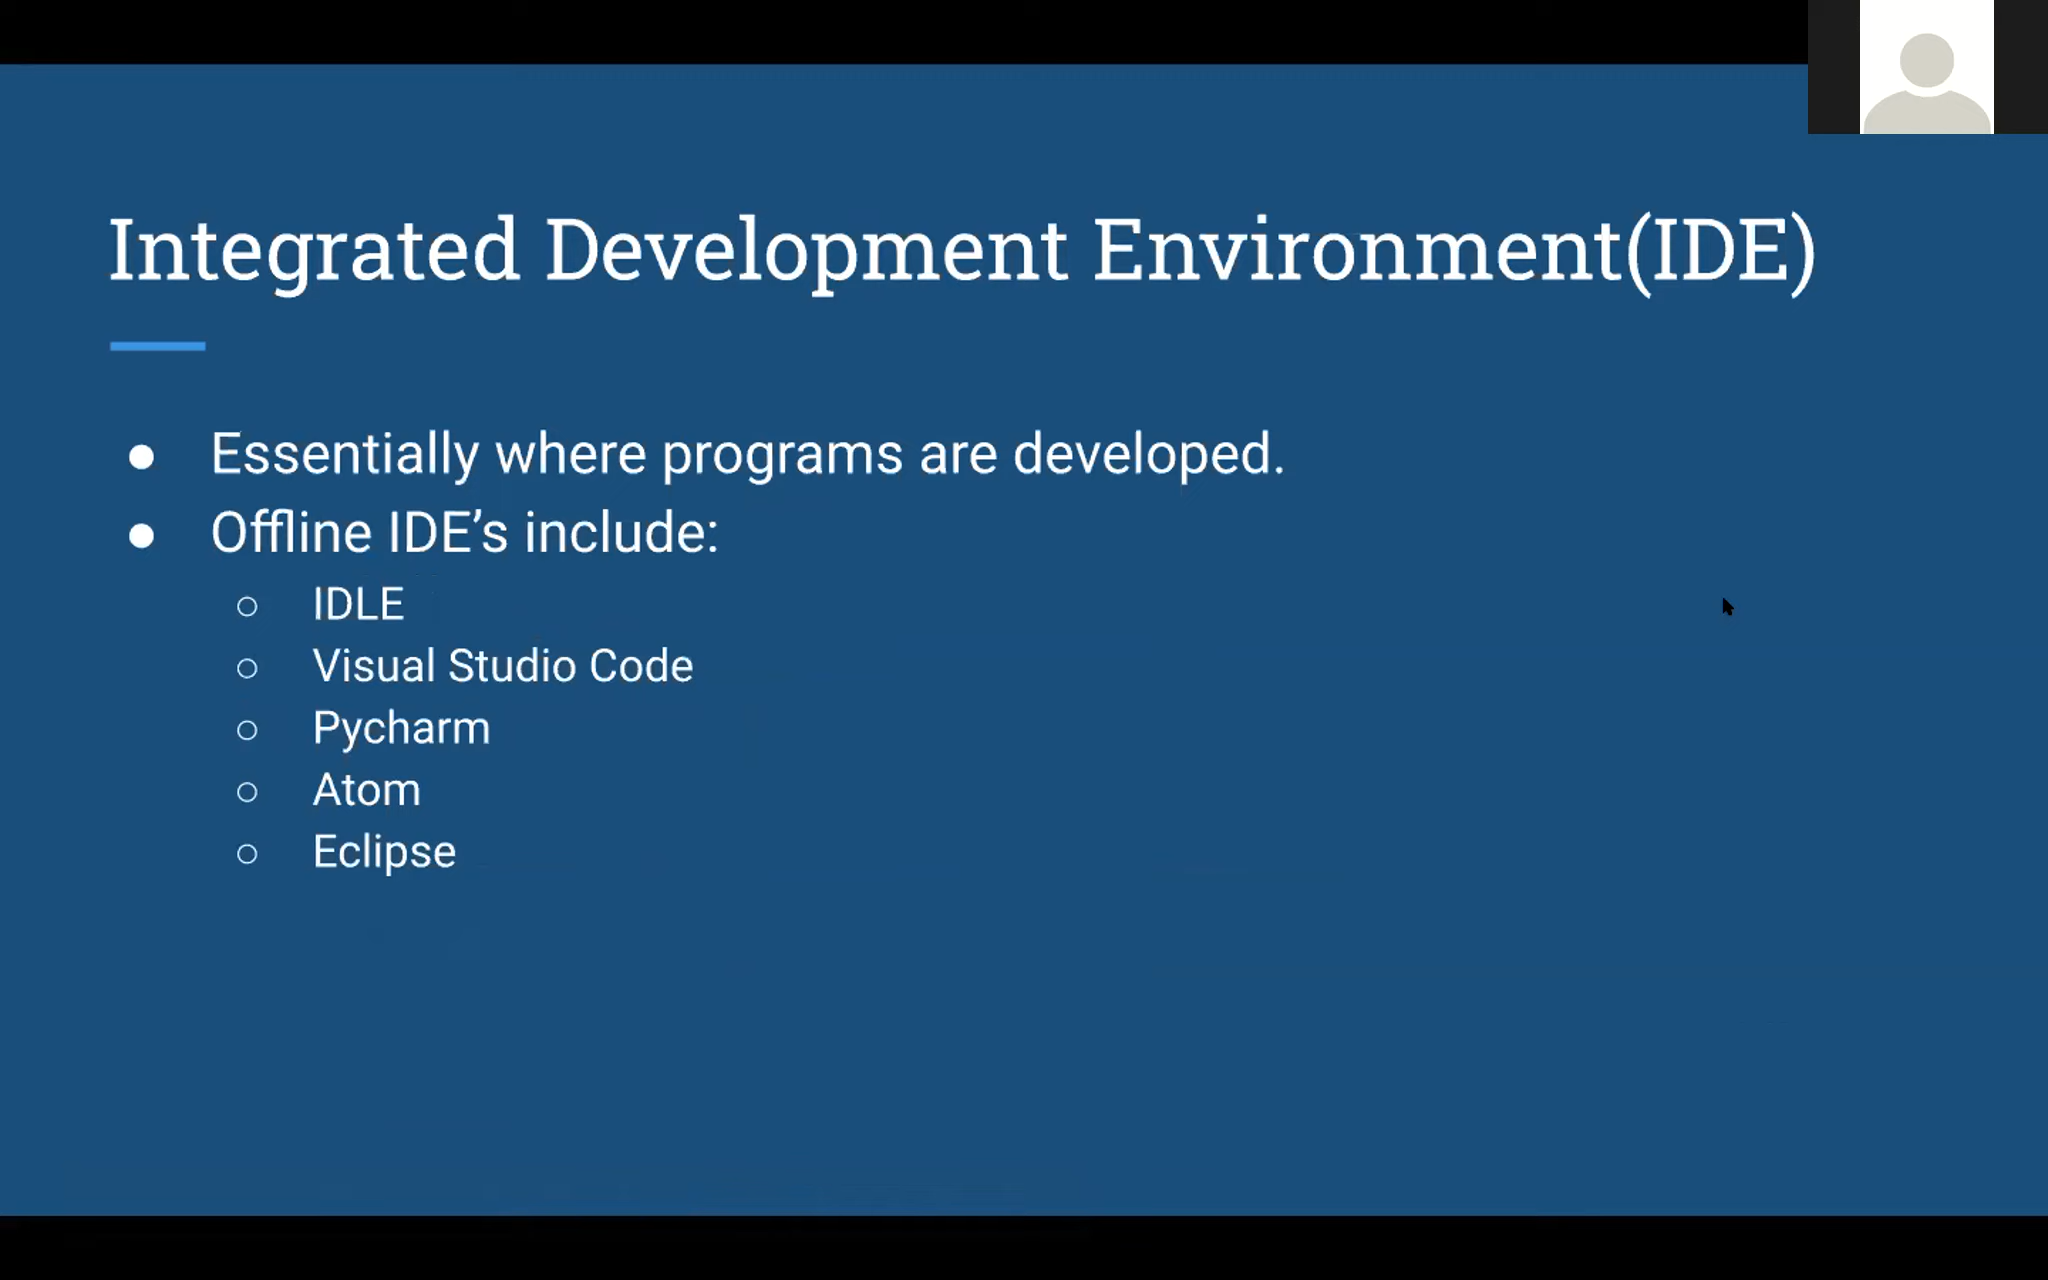 Integrated Development Environment(IDE)
● Essentially where programs are developed.
● Offline IDE’s include:
○ IDLE
○ Visual Studio Code
○ Pycharm
○ Atom
○ Eclipse